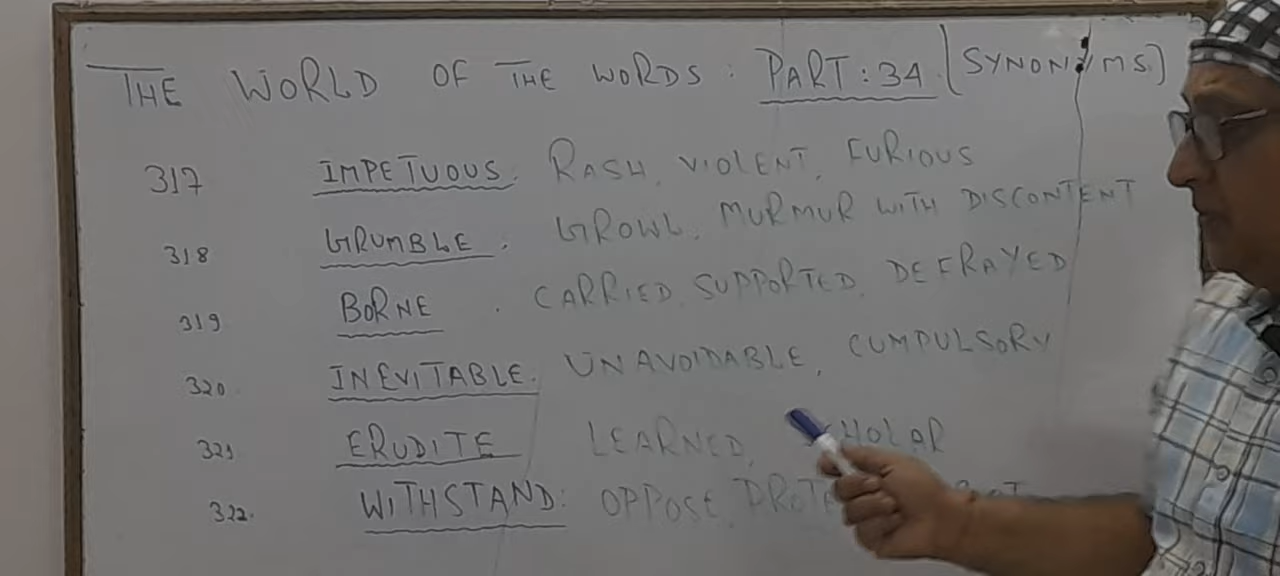 THE WORLD OF THE WORDS : PART : 34 (SYNONYMS)
317 IMPETUOUS. RASH, VIOLENT, FURIOUS
318 GRUMBLE. GROWL, MURMUR WITH DISCONTENT
319 BORNE . CARRIED, SUPPORTED, DEFRAYED
320. INEVITABLE. UNAVOIDABLE, CUMPULSORY
321 ERUDITE LEARNED, SCHOLAR
322. WITHSTAND: OPPOSE,